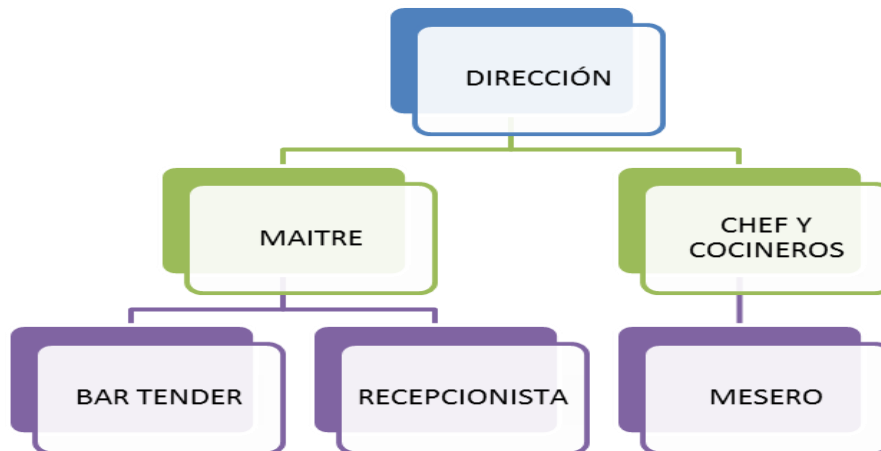 DIRECCIÓN
MAITRE
CHEF Y
COCINEROS
BAR TENDER
RECEPCIONISTA
MESERO